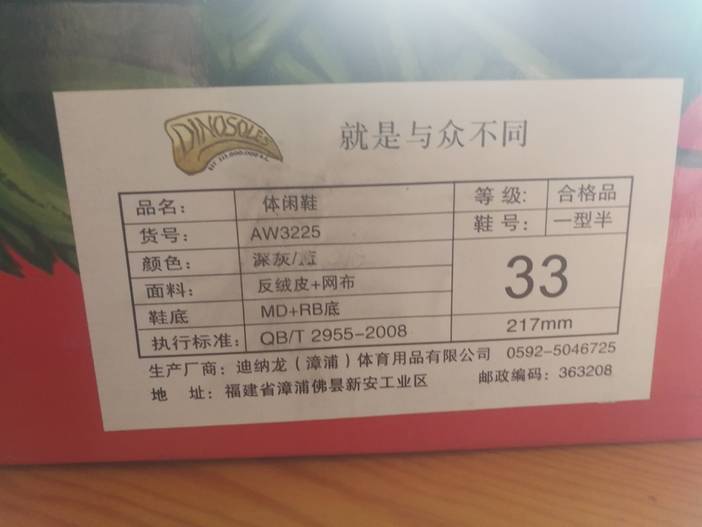 DINOSOLES
就是与众不同
品名： 体闲鞋 等 级: 合格品
货号： AW3225 鞋 号： 一型半
颜色： 深灰/
面料： 反绒皮+网布 33
鞋底 MD+RB底
执行标准： QB/T 2955-2008 217mm
生产厂商：迪纳龙（漳浦）体育用品有限公司 0592-5046725
地 址：福建省漳浦佛昙新安工业区 邮政编码：363208